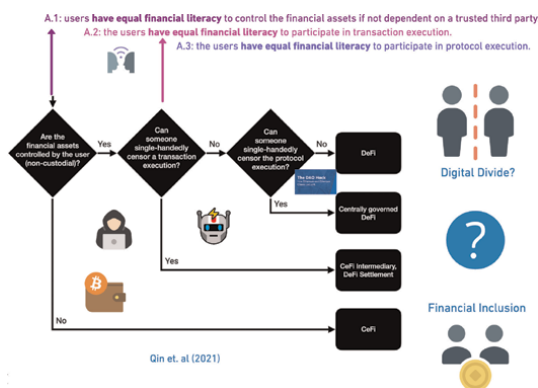 A.1: users have equal financial literacy to control the financial assets if not dependent on a trusted third party
A.2: the users have equal financial literacy to participate in transaction execution.
A.3: the users have equal financial literacy to participate in protocol execution.
Are the
financial assets
controlled by the user
(non-custodial)?
Yes
Can
someone
single-handedly
censor a transaction
execution?
No
Can
someone
single-handedly
censor the protocol
execution?
No
DeFi
The DAO Hack
Yes
Centrally governed
DeFi
Yes
CeFi Intermediary,
DeFi Settlement
No
CeFi
Digital Divide?
?
Financial Inclusion
Qin et. al (2021)